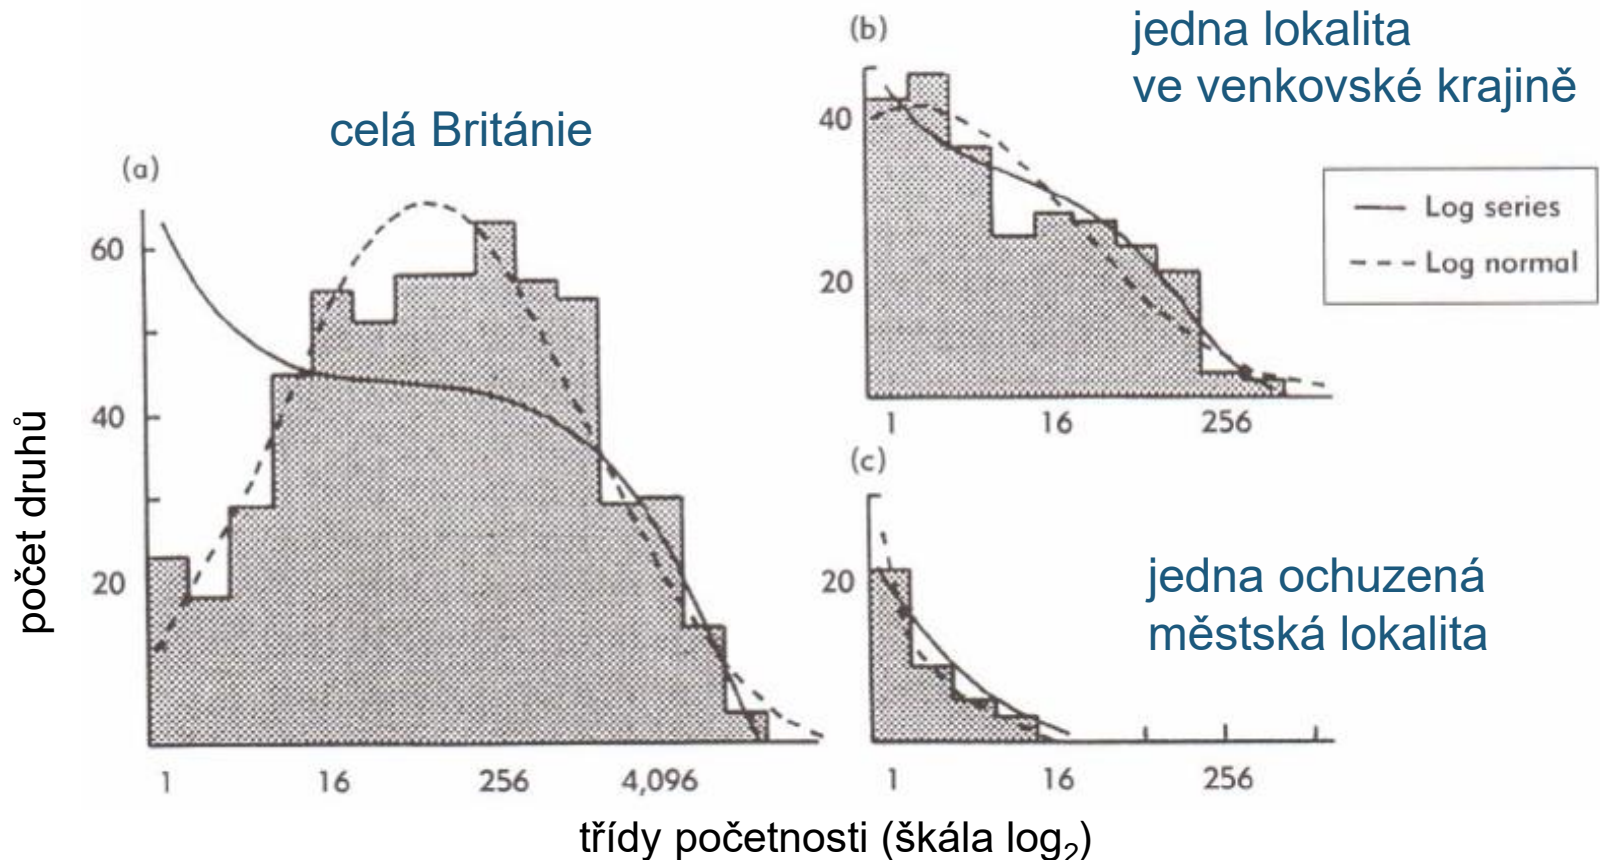 celá Británie
(a)
60
40
20
1 16 256 4,096
počet druhů
třídy početnosti (škála log₂)
(b)
jedna lokalita
ve venkovské krajině
40
20
1 16 256
Log series
Log normal
(c)
20
jedna ochuzená
městská lokalita
1 16 256